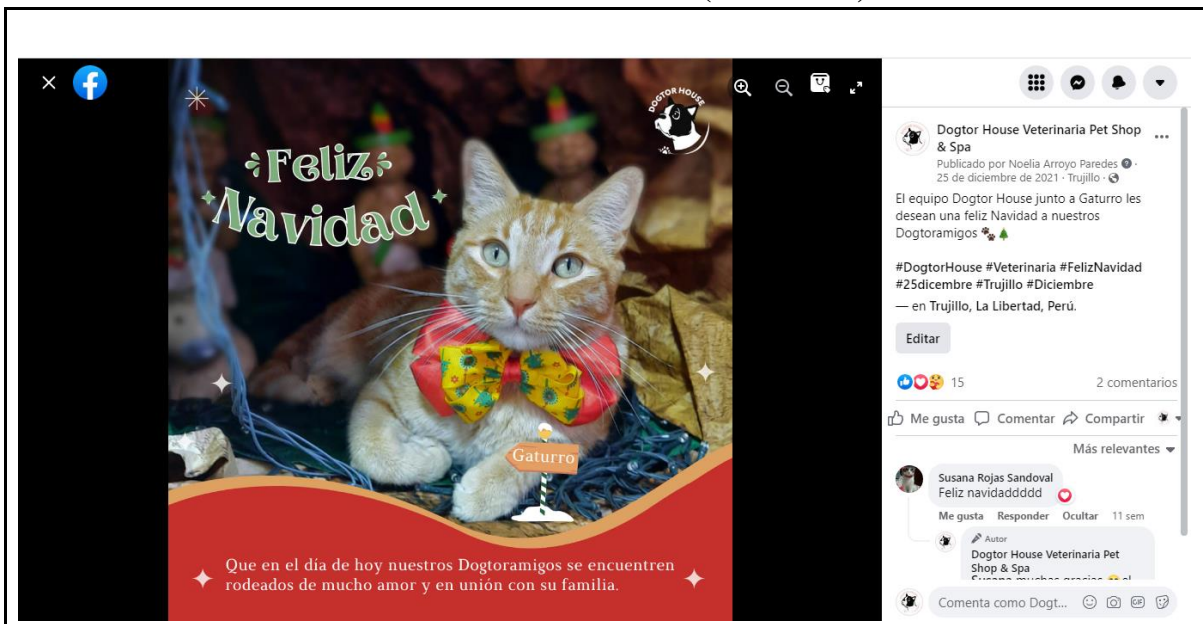 DOGTOR HOUSE
Feliz
Navidad
Gaturro
Que en el día de hoy nuestros Dogtoramigos se encuentren
rodeados de mucho amor y en unión con su familia.
Dogtor House Veterinaria Pet Shop
& Spa
Publicado por Noelia Arroyo Paredes
25 de diciembre de 2021 · Trujillo ·
El equipo Dogtor House junto a Gaturro les
desean una feliz Navidad a nuestros
Dogtoramigos
#DogtorHouse #Veterinaria #FelizNavidad
#25dicembre #Trujillo #Diciembre
— en Trujillo, La Libertad, Perú.
Editar
15 2 comentarios
Me gusta Comentar Compartir
Más relevantes
Susana Rojas Sandoval
Feliz navidaddddd
Me gusta Responder Ocultar 11 sem
Autor
Dogtor House Veterinaria Pet
Shop & Spa
Susana muchas gracias el
Comenta como Dogt... GIF